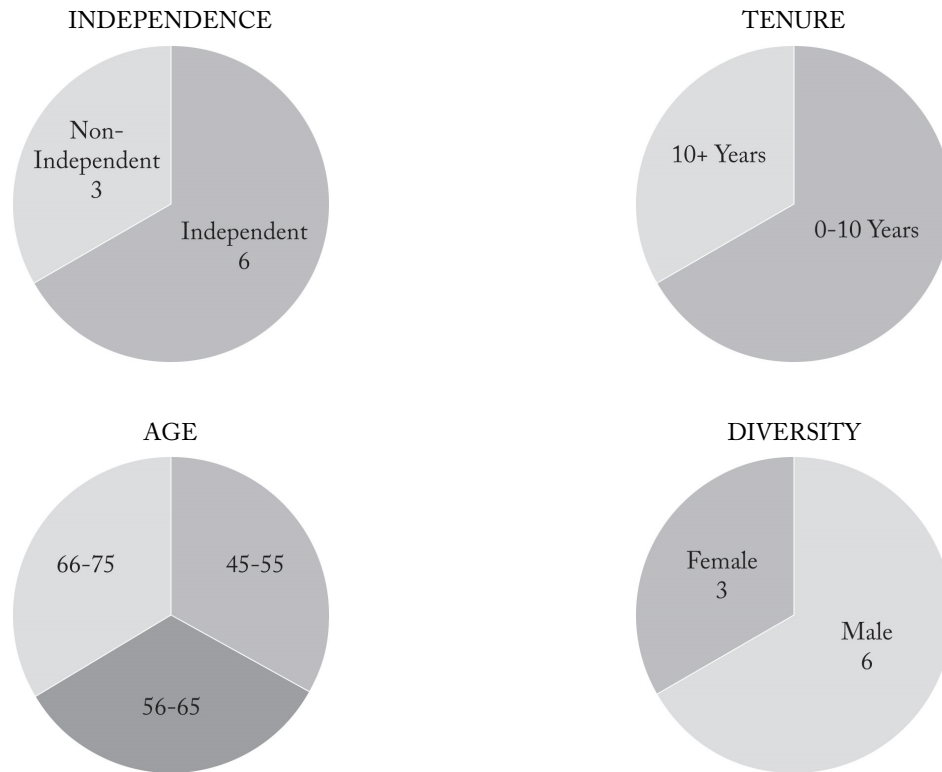 INDEPENDENCE
Non-
Independent
3
Independent
6
TENURE
10+ Years
0-10 Years
AGE
66-75
45-55
56-65
DIVERSITY
Female
3
Male
6